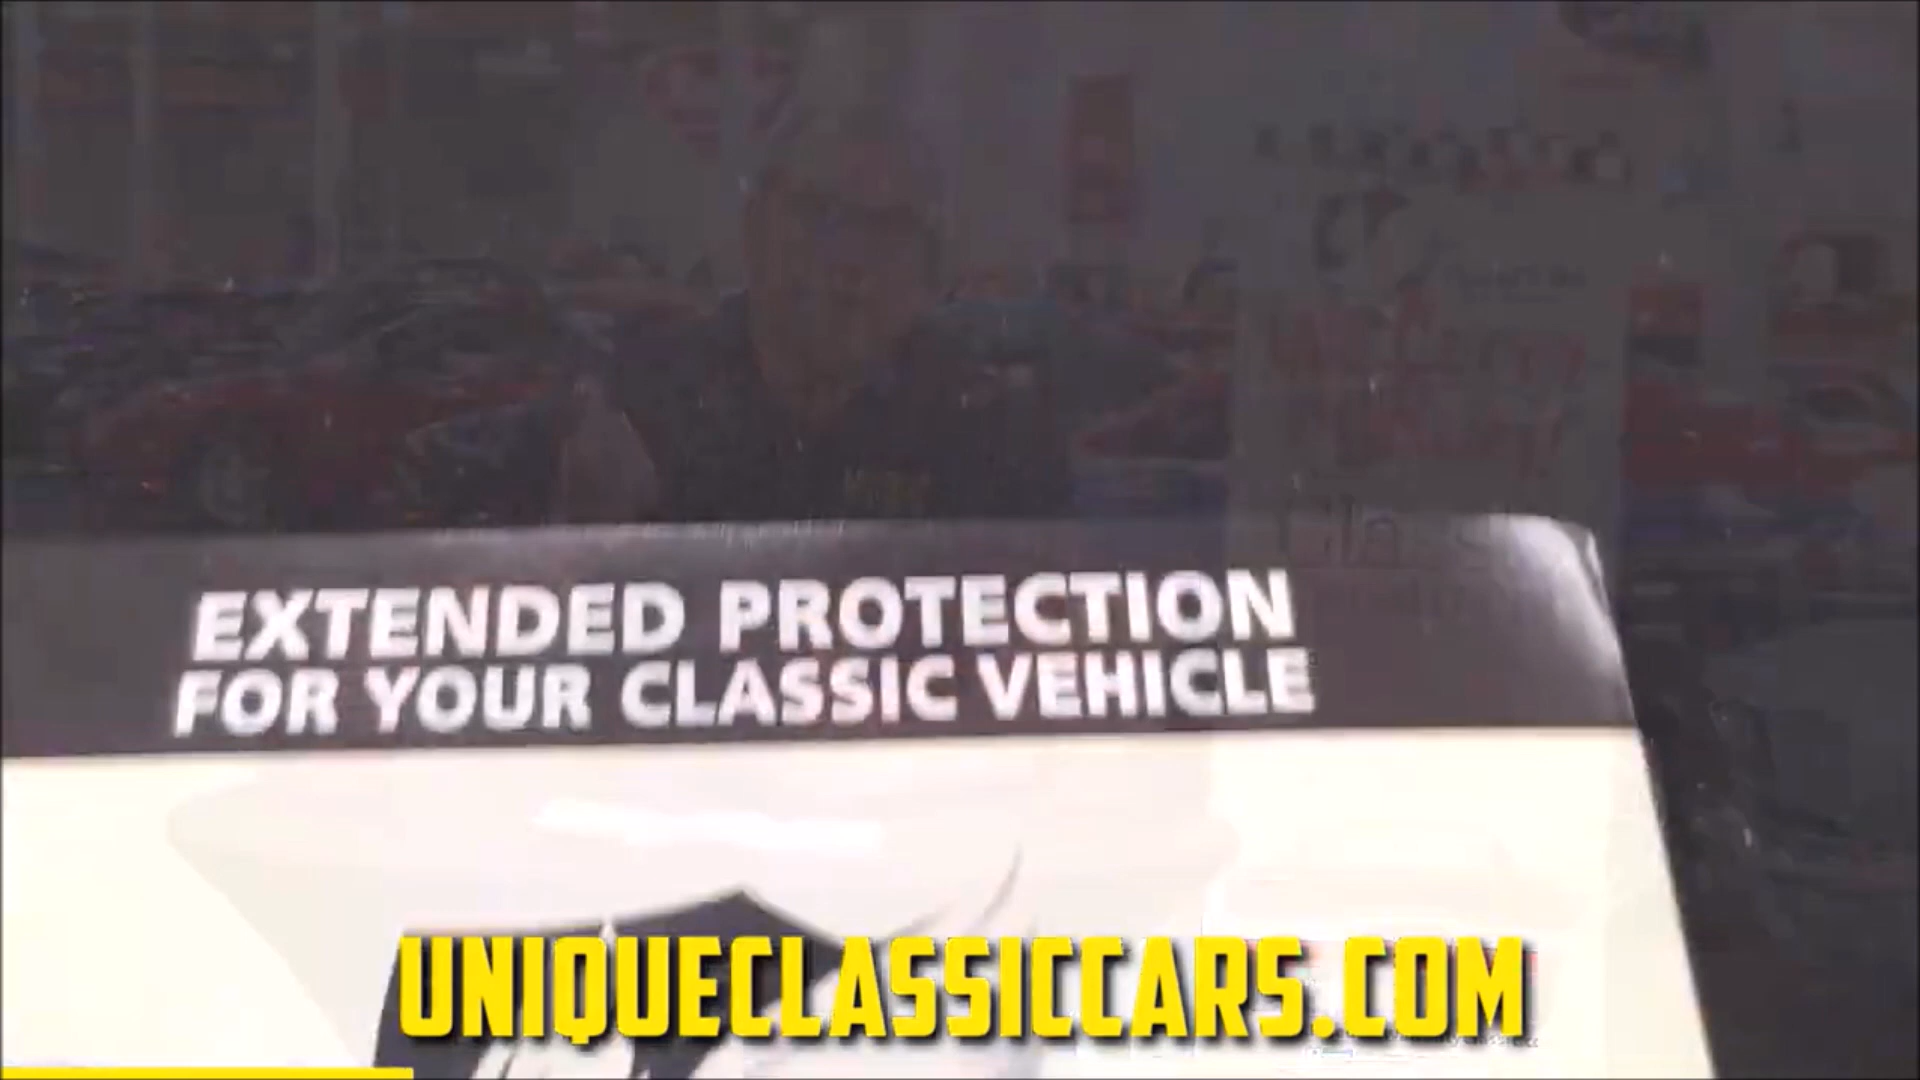 EXTENDED PROTECTION
FOR YOUR CLASSIC VEHICLE
UNIQUECLASSICCARS.COM